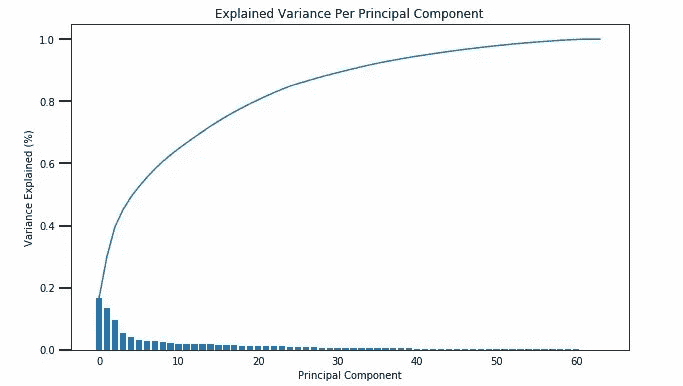 Explained Variance Per Principal Component
1.0
0.8
0.6
0.4
0.2
0.0
Variance Explained (%)
0 10 20 30 40 50 60
Principal Component